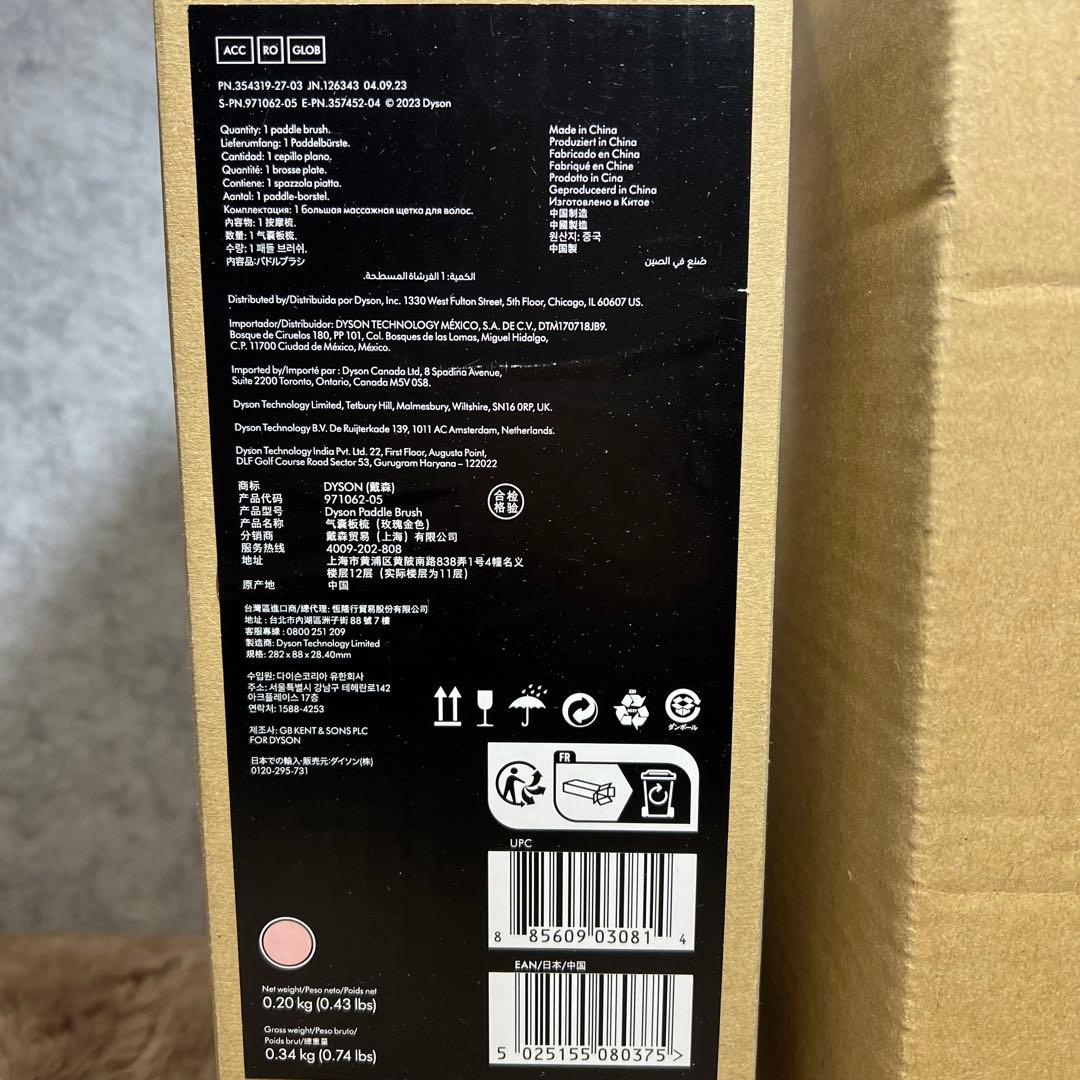 ACC RO GLOB
PN.354319-27-03 JN.126343 04.09.23
S-PN.971062-05 E-PN.357452-04 © 2023 Dyson
Quantity: 1 paddle brush.
Lieferumfang: 1 Paddelbürste.
Cantidad: 1 cepillo plano.
Quantité: 1 brosse plate.
Contiene: 1 spazzola piatta.
Aantal: 1 paddle-borstel.
Комплектация: 1 большая массажная щетка для волос.
內容物: 1 按摩梳.
数量: 1 气囊板梳.
수량: 1 패들 브러쉬.
内容品: パドルブラシ
الكمية: 1 الفرشاة المسطحة.
Made in China
Produziert in China
Fabricado en China
Fabriqué en Chine
Prodotto in Cina
Geproduceerd in China
Изготовлено в Китае
中国制造
中國製造
원산지: 중국
中国製
صُنع في الصين
Distributed by/Distribuida por Dyson, Inc. 1330 West Fulton Street, 5th Floor, Chicago, IL 60607 US.
Importador/Distribuidor: DYSON TECHNOLOGY MÉXICO, S.A. DE C.V., DTM170718JB9.
Bosque de Ciruelos 180, PP 101, Col. Bosques de las Lomas, Miguel Hidalgo,
C.P. 11700 Ciudad de México, México.
Imported by/Importé par : Dyson Canada Ltd, 8 Spadina Avenue,
Suite 2200 Toronto, Ontario, Canada M5V 0S8.
Dyson Technology Limited, Tetbury Hill, Malmesbury, Wiltshire, SN16 0RP, UK.
Dyson Technology B.V. De Ruijterkade 139, 1011 AC Amsterdam, Netherlands.
Dyson Technology India Pvt. Ltd. 22, First Floor, Augusta Point,
DLF Golf Course Road Sector 53, Gurugram Haryana – 122022
商标 DYSON (戴森)
产品代码 971062-05
产品型号 Dyson Paddle Brush
产品名称 气囊板梳（玫瑰金色）
分销商 戴森贸易（上海）有限公司
服务热线 4009-202-808
地址 上海市黄浦区黄陂南路838弄1号4幢名义
楼层12层（实际楼层为11层）
原产地 中国
合检
格验
台灣區進口商/總代理: 恆隆行貿易股份有限公司
地址 : 台北市內湖區洲子街 88 號 7 樓
客服專線 : 0800 251 209
製造商: Dyson Technology Limited
規格: 282 x 88 x 28.40mm
수입원: 다이슨코리아 유한회사
주소: 서울특별시 강남구 테헤란로142
아크플레이스 17층
연락처: 1588-4253
제조사: GB KENT & SONS PLC
FOR DYSON
日本での輸入・販売元: ダイソン(株)
0120-295-731
ダンボール
FR
UPC
8 85609 03081 4
EAN/日本/中国
5 025155 080375 >
Net weight/Peso neto/Poids net
0.20 kg (0.43 lbs)
Gross weight/Peso bruto/
Poids brut/總重量
0.34 kg (0.74 lbs)